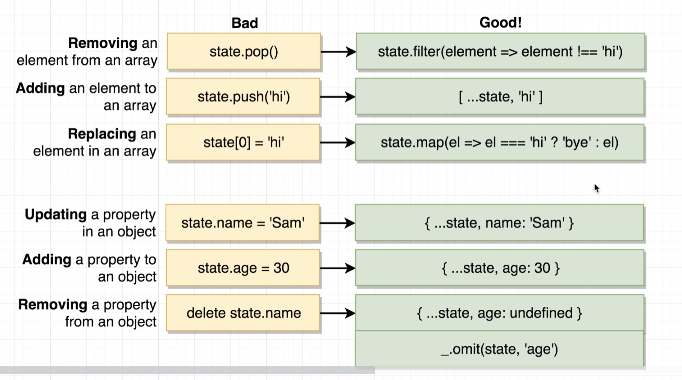 Bad
Good!
Removing an
element from an array
state.pop()
state.filter(element => element !== 'hi')
Adding an element to
an array
state.push('hi')
[ ...state, 'hi' ]
Replacing an
element in an array
state[0] = 'hi'
state.map(el => el === 'hi' ? 'bye' : el)
Updating a property
in an object
state.name = 'Sam'
{ ...state, name: 'Sam' }
Adding a property to
an object
state.age = 30
{ ...state, age: 30 }
Removing a property
from an object
delete state.name
{ ...state, age: undefined }
_.omit(state, 'age')